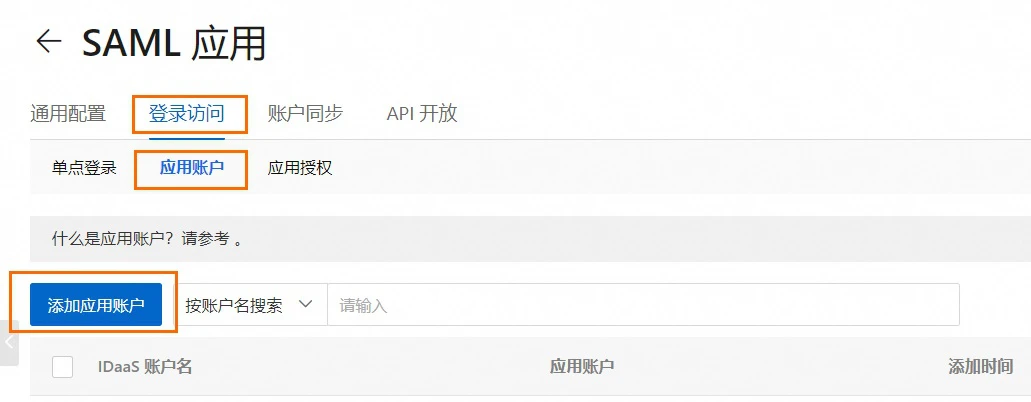 SAML 应用
通用配置 登录访问 账户同步 API 开放
单点登录 应用账户 应用授权
什么是应用账户？请参考 。
添加应用账户 按账户名搜索 请输入
IDaaS 账户名 应用账户 添加时间